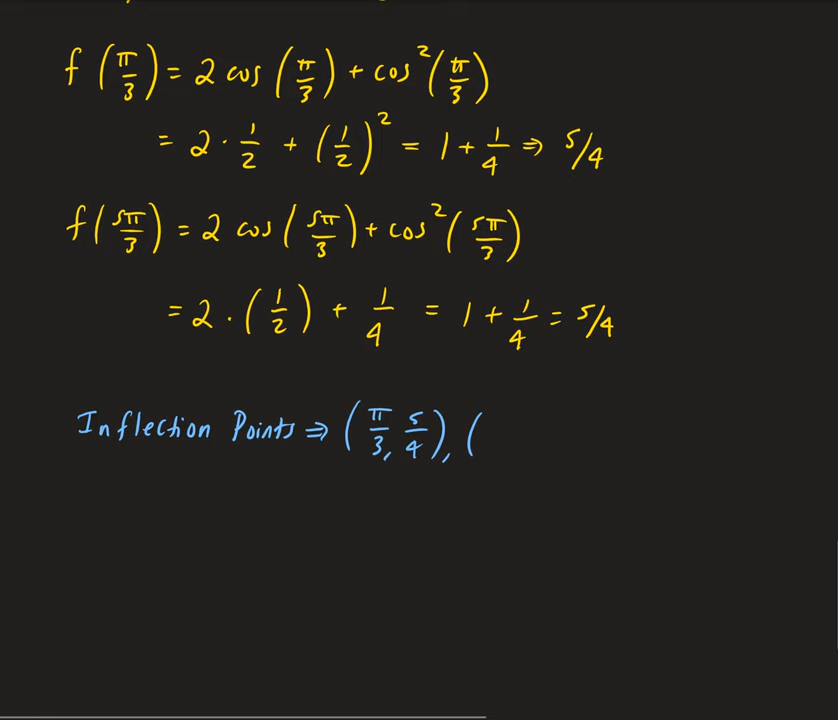 f(π/3) = 2 cos(π/3) + cos²(π/3)
= 2 · 1/2 + (1/2)² = 1 + 1/4 ⇒ 5/4
f(5π/3) = 2 cos(5π/3) + cos²(5π/3)
= 2 · (1/2) + 1/4 = 1 + 1/4 = 5/4
Inflection Points ⇒ (π/3, 5/4), (